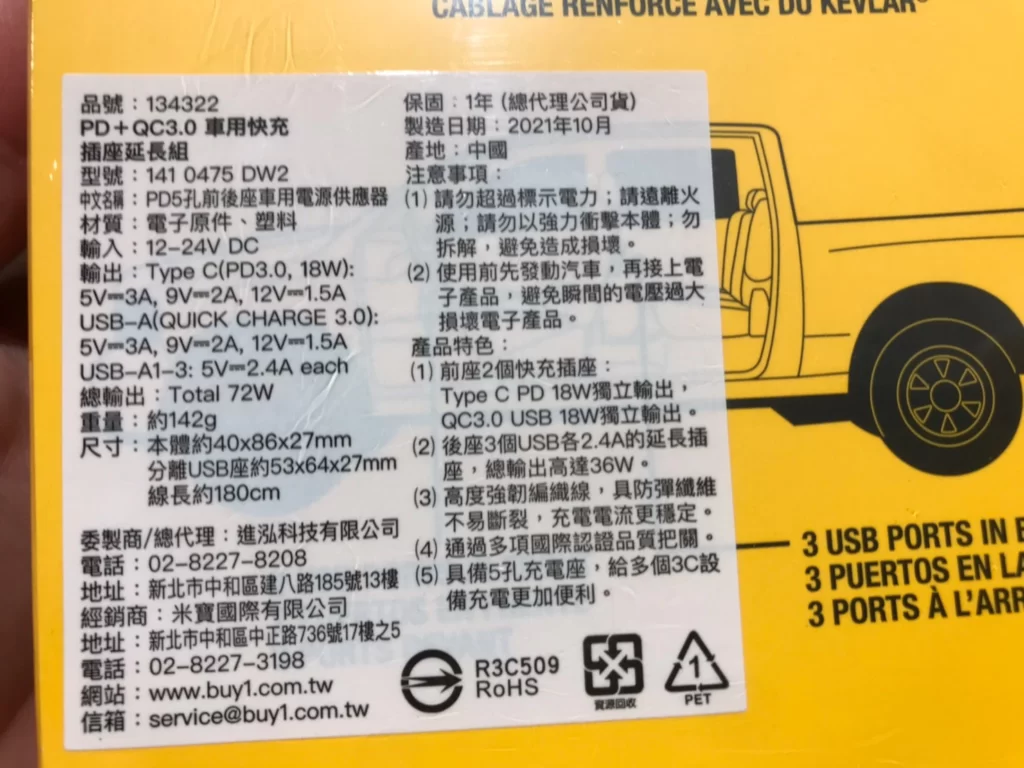 CÂBLAGE RENFORCÉ AVEC DU KEVLAR®
品號：134322
PD＋QC3.0 車用快充
插座延長組
型號：141 0475 DW2
中文名稱：PD5孔前後座車用電源供應器
材質：電子原件、塑料
輸入：12-24V DC
輸出：Type C(PD3.0, 18W):
5V⎓3A, 9V⎓2A, 12V⎓1.5A
USB-A(QUICK CHARGE 3.0):
5V⎓3A, 9V⎓2A, 12V⎓1.5A
USB-A1-3: 5V⎓2.4A each
總輸出：Total 72W
重量：約142g
尺寸：本體約40x86x27mm
分離USB座約53x64x27mm
線長約180cm
委製商/總代理：進泓科技有限公司
電話：02-8227-8208
地址：新北市中和區建八路185號13樓
經銷商：米寶國際有限公司
地址：新北市中和區中正路736號17樓之5
電話：02-8227-3198
網站：www.buy1.com.tw
信箱：service@buy1.com.tw
保固：1年 (總代理公司貨)
製造日期：2021年10月
產地：中國
注意事項：
(1) 請勿超過標示電力；請遠離火
源；請勿以強力衝擊本體；勿
拆解，避免造成損壞。
(2) 使用前先發動汽車，再接上電
子產品，避免瞬間的電壓過大
損壞電子產品。
產品特色：
(1) 前座2個快充插座：
Type C PD 18W獨立輸出，
QC3.0 USB 18W獨立輸出。
(2) 後座3個USB各2.4A的延長插
座，總輸出高達36W。
(3) 高度強韌編織線，具防彈纖維
不易斷裂，充電電流更穩定。
(4) 通過多項國際認證品質把關。
(5) 具備5孔充電座，給多個3C設
備充電更加便利。
R3C509
RoHS
資源回收
1
PET
3 USB PORTS IN
3 PUERTOS EN LA
3 PORTS À L'ARR